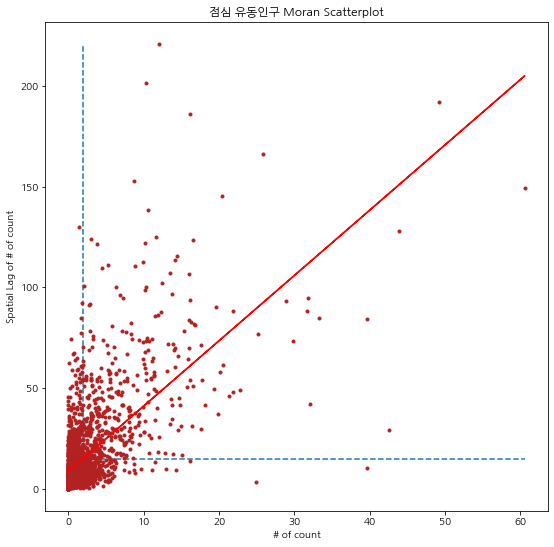 점심 유동인구 Moran Scatterplot
Spatial Lag of # of count
200
150
100
50
0
0 10 20 30 40 50 60
# of count